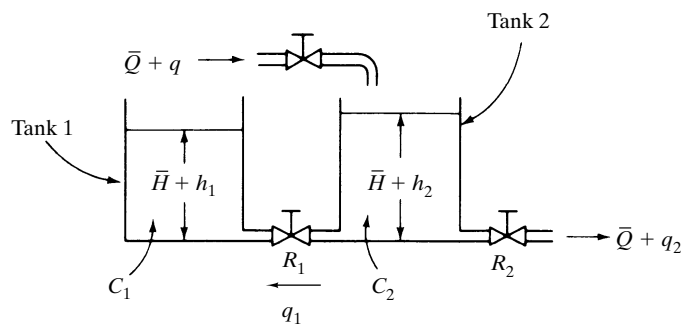 Tank 2
Q̄ + q
Tank 1
H̄ + h₁
H̄ + h₂
Q̄ + q₂
R₁
R₂
C₁
q₁
C₂